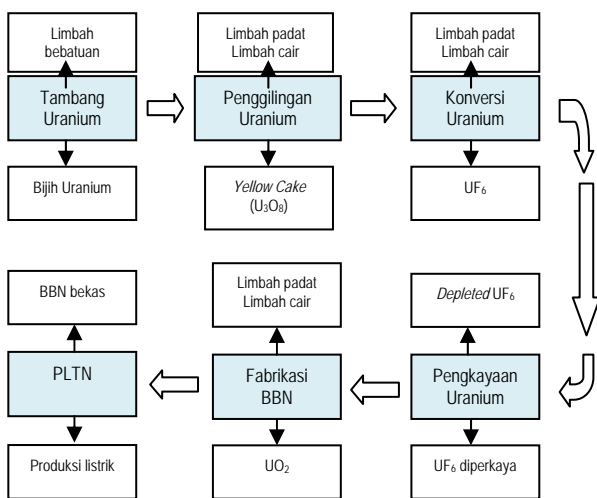 Limbah
bebatuan
Limbah padat
Limbah cair
Limbah padat
Limbah cair
Tambang
Uranium
Penggilingan
Uranium
Konversi
Uranium
Bijih Uranium
Yellow Cake
(U₃O₈)
UF₆
BBN bekas
Limbah padat
Limbah cair
Depleted UF₆
PLTN
Fabrikasi
BBN
Pengkayaan
Uranium
Produksi listrik
UO₂
UF₆ diperkaya